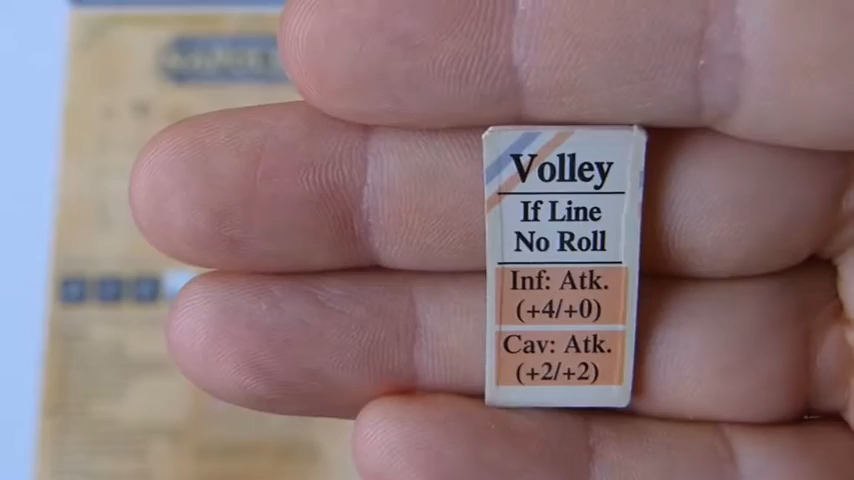 Volley
If Line
No Roll
Inf: Atk.
(+4/+0)
Cav: Atk.
(+2/+2)